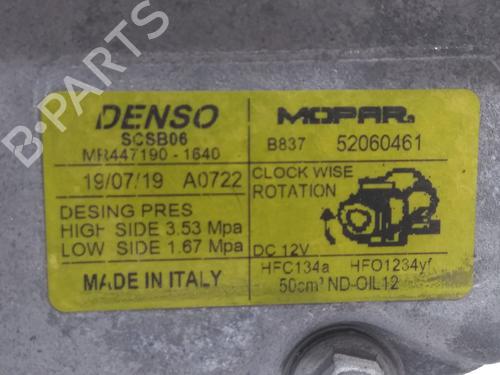 B-PARTS
DENSO
SCSB06
MR447190-1640
19/07/19 A0722
DESING PRES
HIGH SIDE 3.53 Mpa
LOW SIDE 1.67 Mpa
MADE IN ITALY
MOPAR.
B837 52060461
CLOCK WISE
ROTATION
DC 12V
HFC134a HFO1234yf
50cm³ ND-OIL12